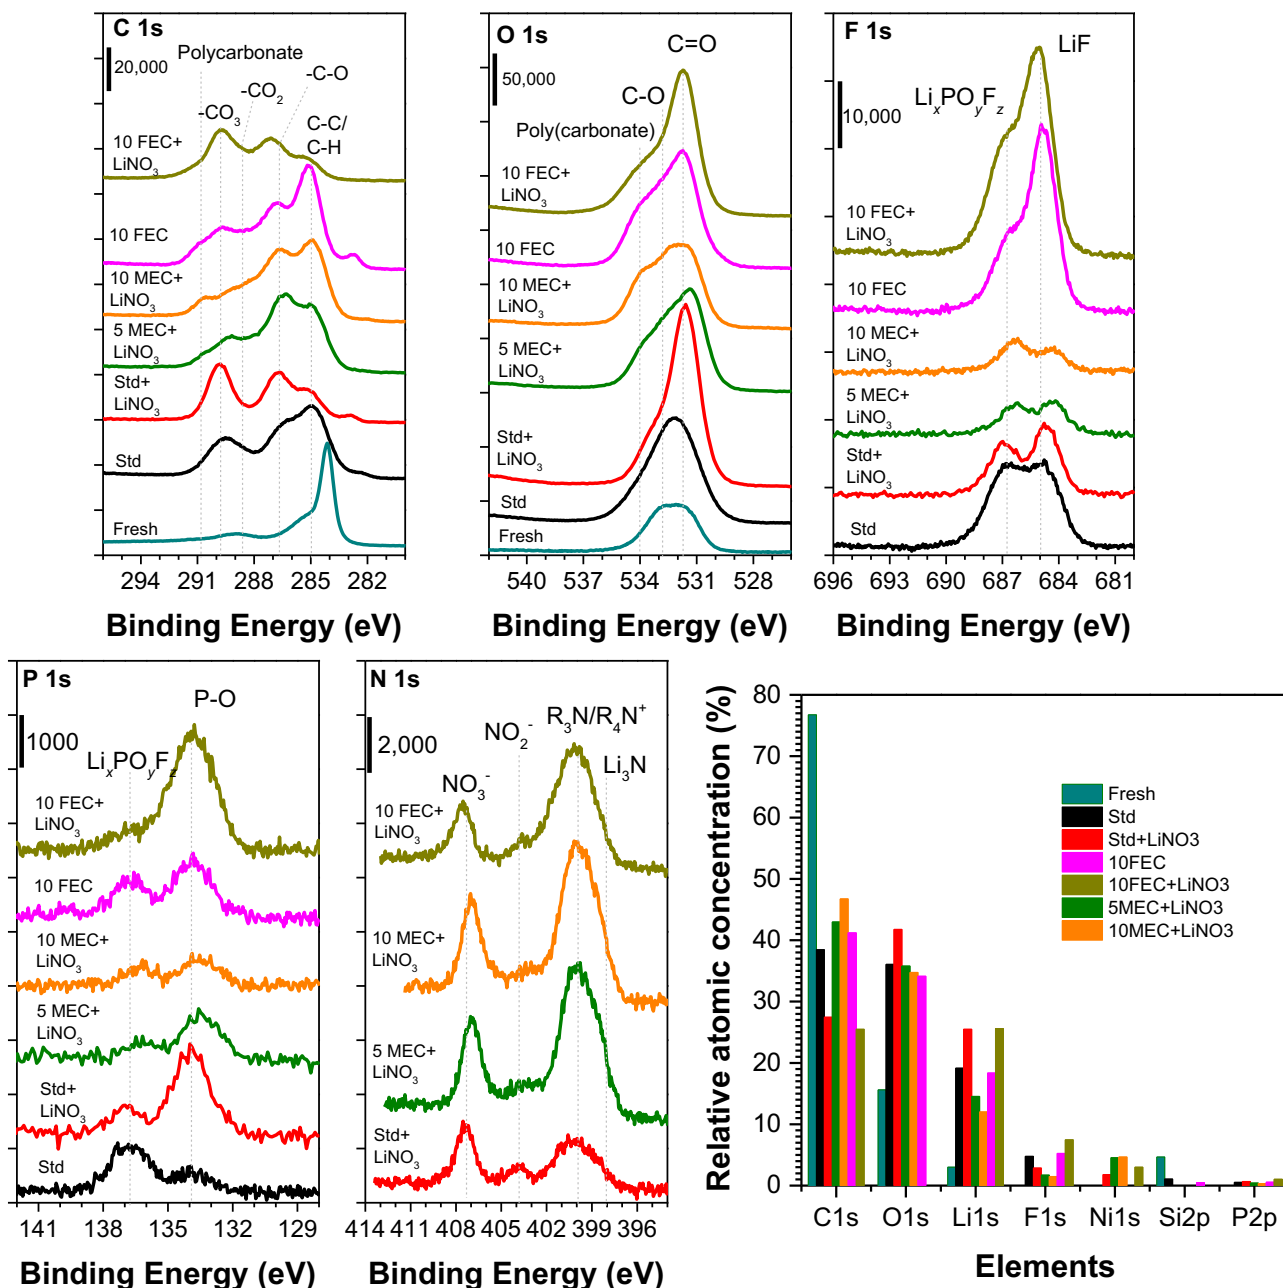 C 1s
20,000
Polycarbonate
-CO₃
-CO₂
-C-O
C-C/
C-H
10 FEC+
LiNO₃
10 FEC
10 MEC+
LiNO₃
5 MEC+
LiNO₃
Std+
LiNO₃
Std
Fresh
294 291 288 285 282
Binding Energy (eV)
O 1s
50,000
C=O
C-O
Poly(carbonate)
10 FEC+
LiNO₃
10 FEC
10 MEC+
LiNO₃
5 MEC+
LiNO₃
Std+
LiNO₃
Std
Fresh
540 537 534 531 528
Binding Energy (eV)
F 1s
LiF
LiₓPOᵧF𝓏
10,000
10 FEC+
LiNO₃
10 FEC
10 MEC+
LiNO₃
5 MEC+
LiNO₃
Std+
LiNO₃
Std
696 693 690 687 684 681
Binding Energy (eV)
P 1s
1000
P-O
LiₓPOᵧF𝓏
10 FEC+
LiNO₃
10 FEC
10 MEC+
LiNO₃
5 MEC+
LiNO₃
Std+
LiNO₃
Std
141 138 135 132 129
Binding Energy (eV)
N 1s
2,000
NO₃⁻
NO₂⁻
R₃N/R₄N⁺
Li₃N
10 FEC+
LiNO₃
10 MEC+
LiNO₃
5 MEC+
LiNO₃
Std+
LiNO₃
414 411 408 405 402 399 396
Binding Energy (eV)
Relative atomic concentration (%)
80
70
60
50
40
30
20
10
0
Fresh
Std
Std+LiNO3
10FEC
10FEC+LiNO3
5MEC+LiNO3
10MEC+LiNO3
C1s O1s Li1s F1s Ni1s Si2p P2p
Elements